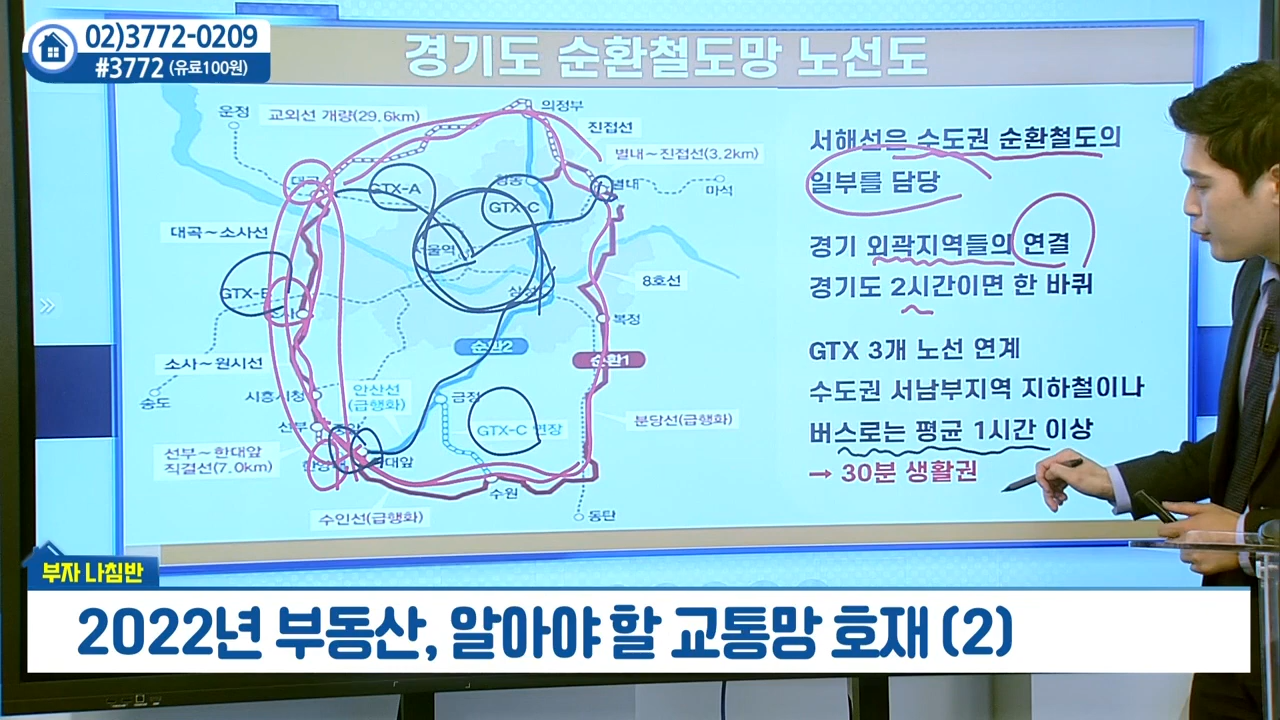 02)3772-0209
#3772 (유료100원)
경기도 순환철도망 노선도
운정
교외선 개량(29.6km)
의정부
진접선
별내~진접선(3.2km)
GTX-A
GTX-C
별내
마석
대곡~소사선
서울역
8호선
GTX-B
복정
순환2
순환1
소사~원시선
송도
시흥시청
안산선
(급행화)
금정
선부
GTX-C 연장
분당선(급행화)
선부~한대앞
직결선(7.0km)
수원
수인선(급행화)
동탄
서해선은 수도권 순환철도의
일부를 담당
경기 외곽지역들의 연결
경기도 2시간이면 한 바퀴
GTX 3개 노선 연계
수도권 서남부지역 지하철이나
버스로는 평균 1시간 이상
→ 30분 생활권
부자 나침반
2022년 부동산, 알아야 할 교통망 호재 (2)